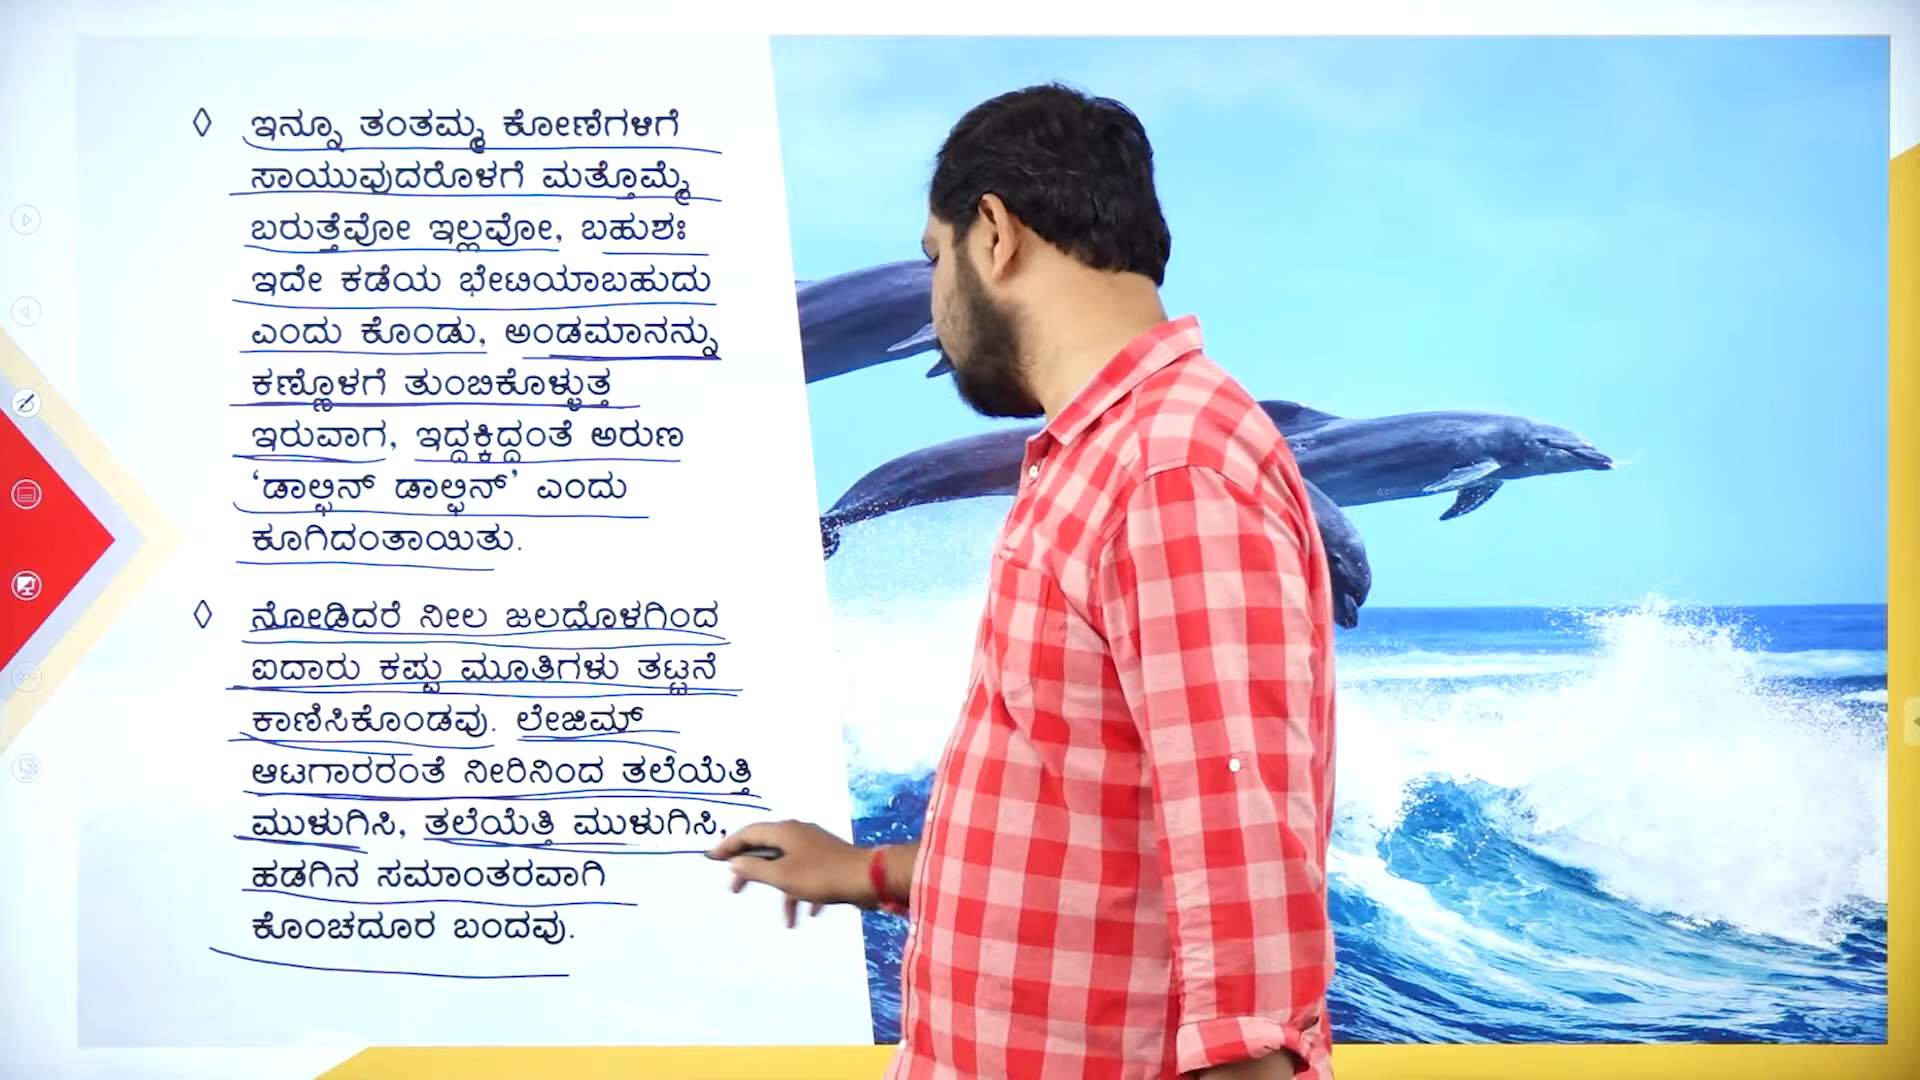 ಇನ್ನೂ ತಂತಮ್ಮ ಕೋಣೆಗಳಿಗೆ
ಸಾಯುವುದರೊಳಗೆ ಮತ್ತೊಮ್ಮೆ
ಬರುತ್ತೆವೋ ಇಲ್ಲವೋ, ಬಹುಶಃ
ಇದೇ ಕಡೆಯ ಭೇಟಿಯಾಬಹುದು
ಎಂದು ಕೊಂಡು, ಅಂಡಮಾನನ್ನು
ಕಣ್ಣೊಳಗೆ ತುಂಬಿಕೊಳ್ಳುತ್ತ
ಇರುವಾಗ, ಇದ್ದಕ್ಕಿದ್ದಂತೆ ಅರುಣ
‘ಡಾಲ್ಫಿನ್ ಡಾಲ್ಫಿನ್’ ಎಂದು
ಕೂಗಿದಂತಾಯಿತು.
ನೋಡಿದರೆ ನೀಲ ಜಲದೊಳಗಿಂದ
ಐದಾರು ಕಪ್ಪು ಮೂತಿಗಳು ತಟ್ಟನೆ
ಕಾಣಿಸಿಕೊಂಡವು. ಲೇಜಿಮ್
ಆಟಗಾರರಂತೆ ನೀರಿನಿಂದ ತಲೆಯೆತ್ತಿ
ಮುಳುಗಿಸಿ, ತಲೆಯೆತ್ತಿ ಮುಳುಗಿಸಿ,
ಹಡಗಿನ ಸಮಾಂತರವಾಗಿ
ಕೊಂಚದೂರ ಬಂದವು.